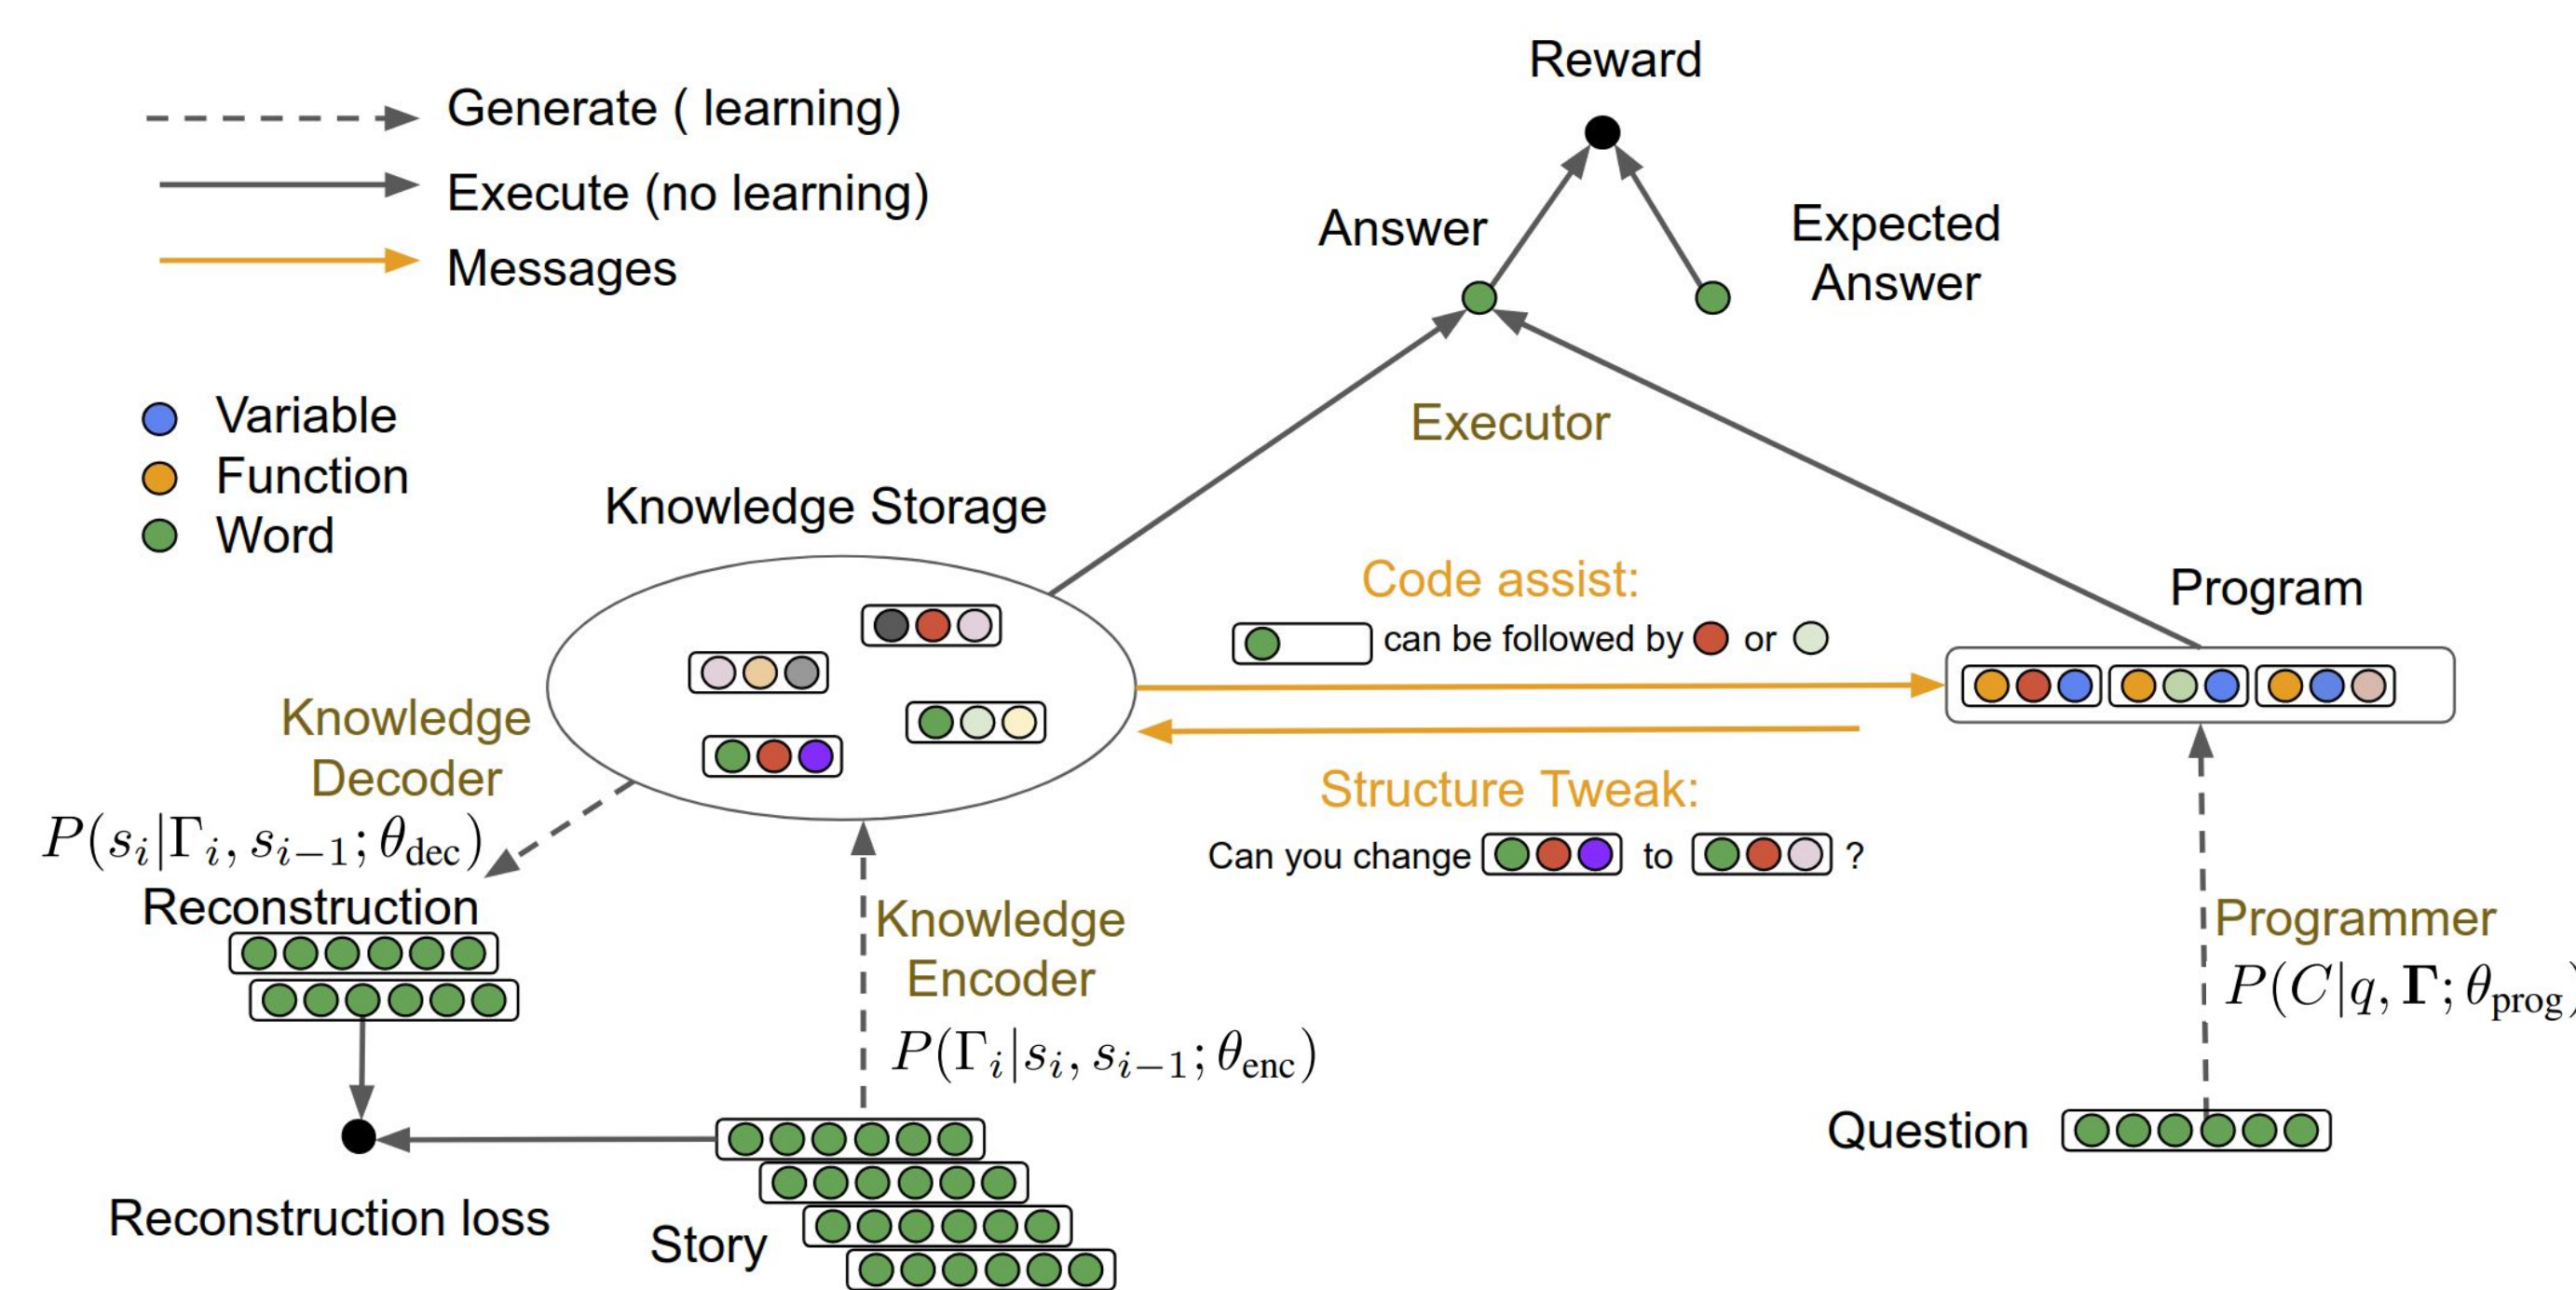 Reward
Generate ( learning)
Execute (no learning)
Messages
Answer
Expected
Answer
Variable
Function
Word
Executor
Knowledge Storage
Code assist:
can be followed by or
Program
Knowledge
Decoder
P(s_i|Γ_i, s_{i−1}; θ_dec)
Structure Tweak:
Can you change to ?
Reconstruction
Knowledge
Encoder
P(Γ_i|s_i, s_{i−1}; θ_enc)
Programmer
P(C|q, Γ; θ_prog)
Question
Reconstruction loss
Story